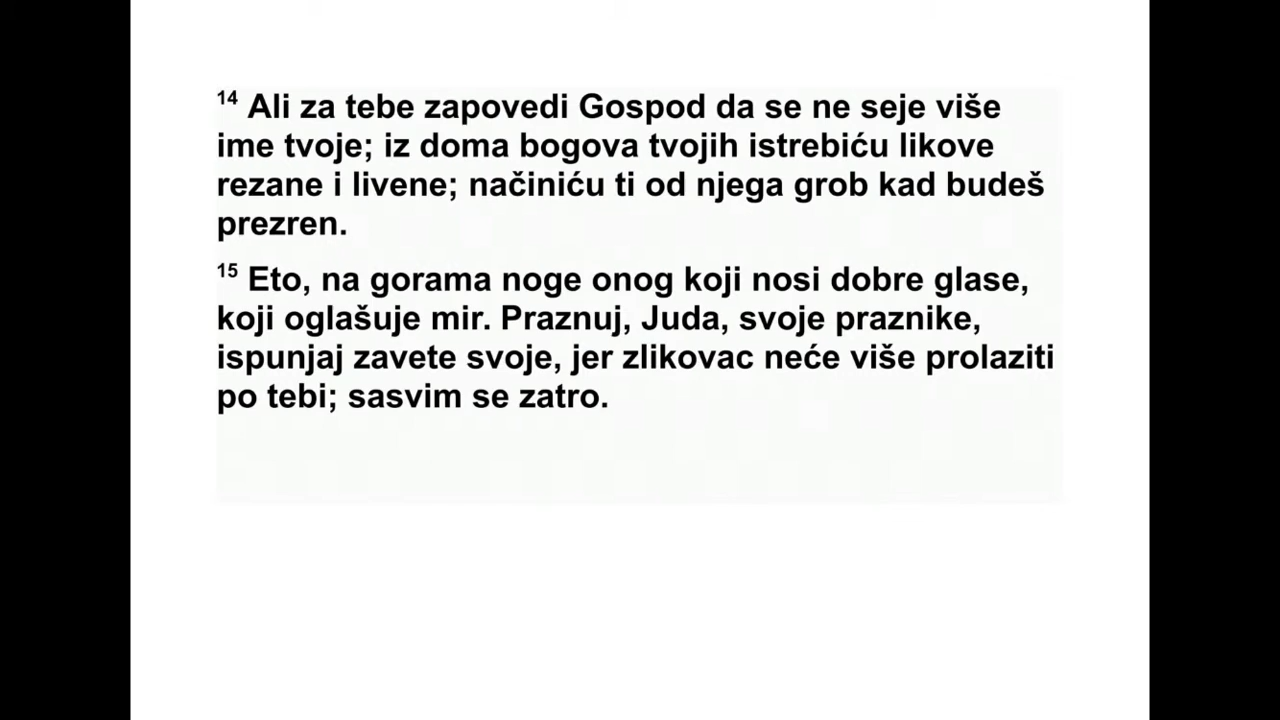 14 Ali za tebe zapovedi Gospod da se ne seje više
ime tvoje; iz doma bogova tvojih istrebiću likove
rezane i livene; načiniću ti od njega grob kad budeš
prezren.
15 Eto, na gorama noge onog koji nosi dobre glase,
koji oglašuje mir. Praznuj, Juda, svoje praznike,
ispunjaj zavete svoje, jer zlikovac neće više prolaziti
po tebi; sasvim se zatro.